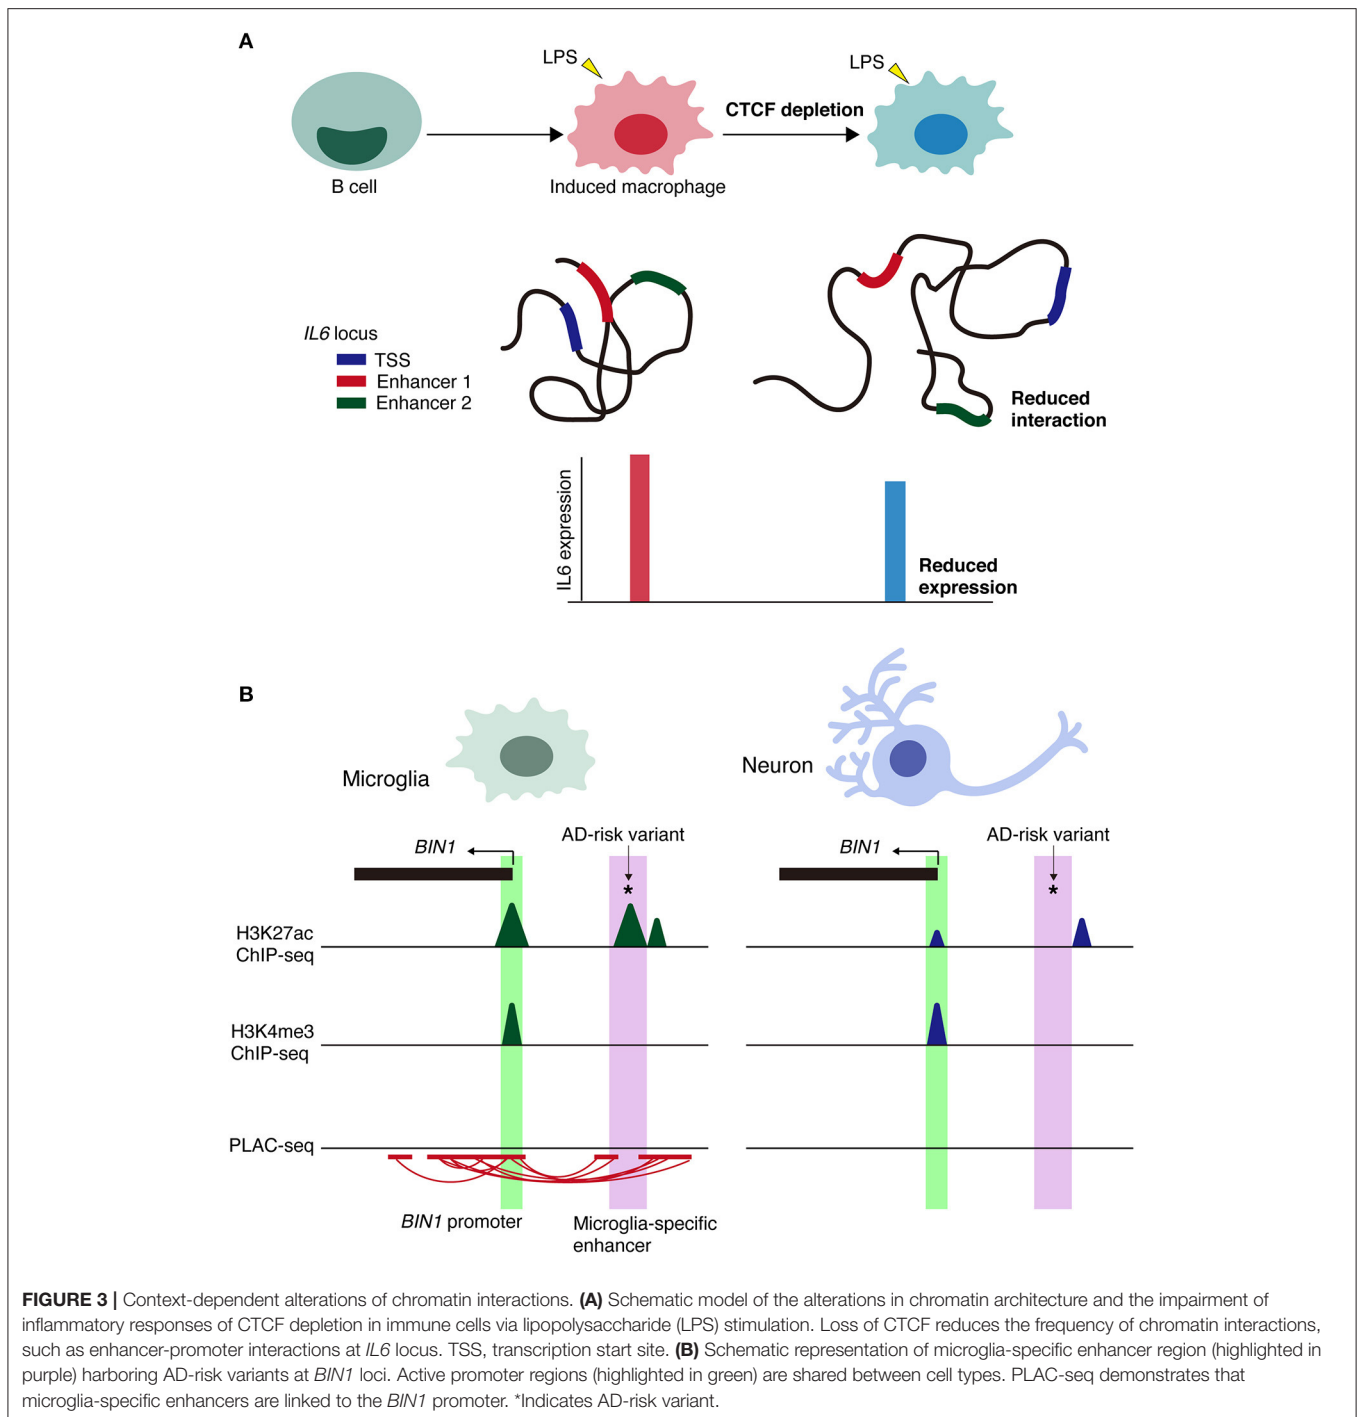 A
LPS
LPS
CTCF depletion
B cell
Induced macrophage
IL6 locus
TSS
Enhancer 1
Enhancer 2
Reduced
interaction
IL6 expression
Reduced
expression
B
Microglia
Neuron
BIN1
AD-risk variant
*
BIN1
AD-risk variant
*
H3K27ac
ChIP-seq
H3K4me3
ChIP-seq
PLAC-seq
BIN1 promoter
Microglia-specific
enhancer
FIGURE 3 | Context-dependent alterations of chromatin interactions. (A) Schematic model of the alterations in chromatin architecture and the impairment of
inflammatory responses of CTCF depletion in immune cells via lipopolysaccharide (LPS) stimulation. Loss of CTCF reduces the frequency of chromatin interactions,
such as enhancer-promoter interactions at IL6 locus. TSS, transcription start site. (B) Schematic representation of microglia-specific enhancer region (highlighted in
purple) harboring AD-risk variants at BIN1 loci. Active promoter regions (highlighted in green) are shared between cell types. PLAC-seq demonstrates that
microglia-specific enhancers are linked to the BIN1 promoter. *Indicates AD-risk variant.